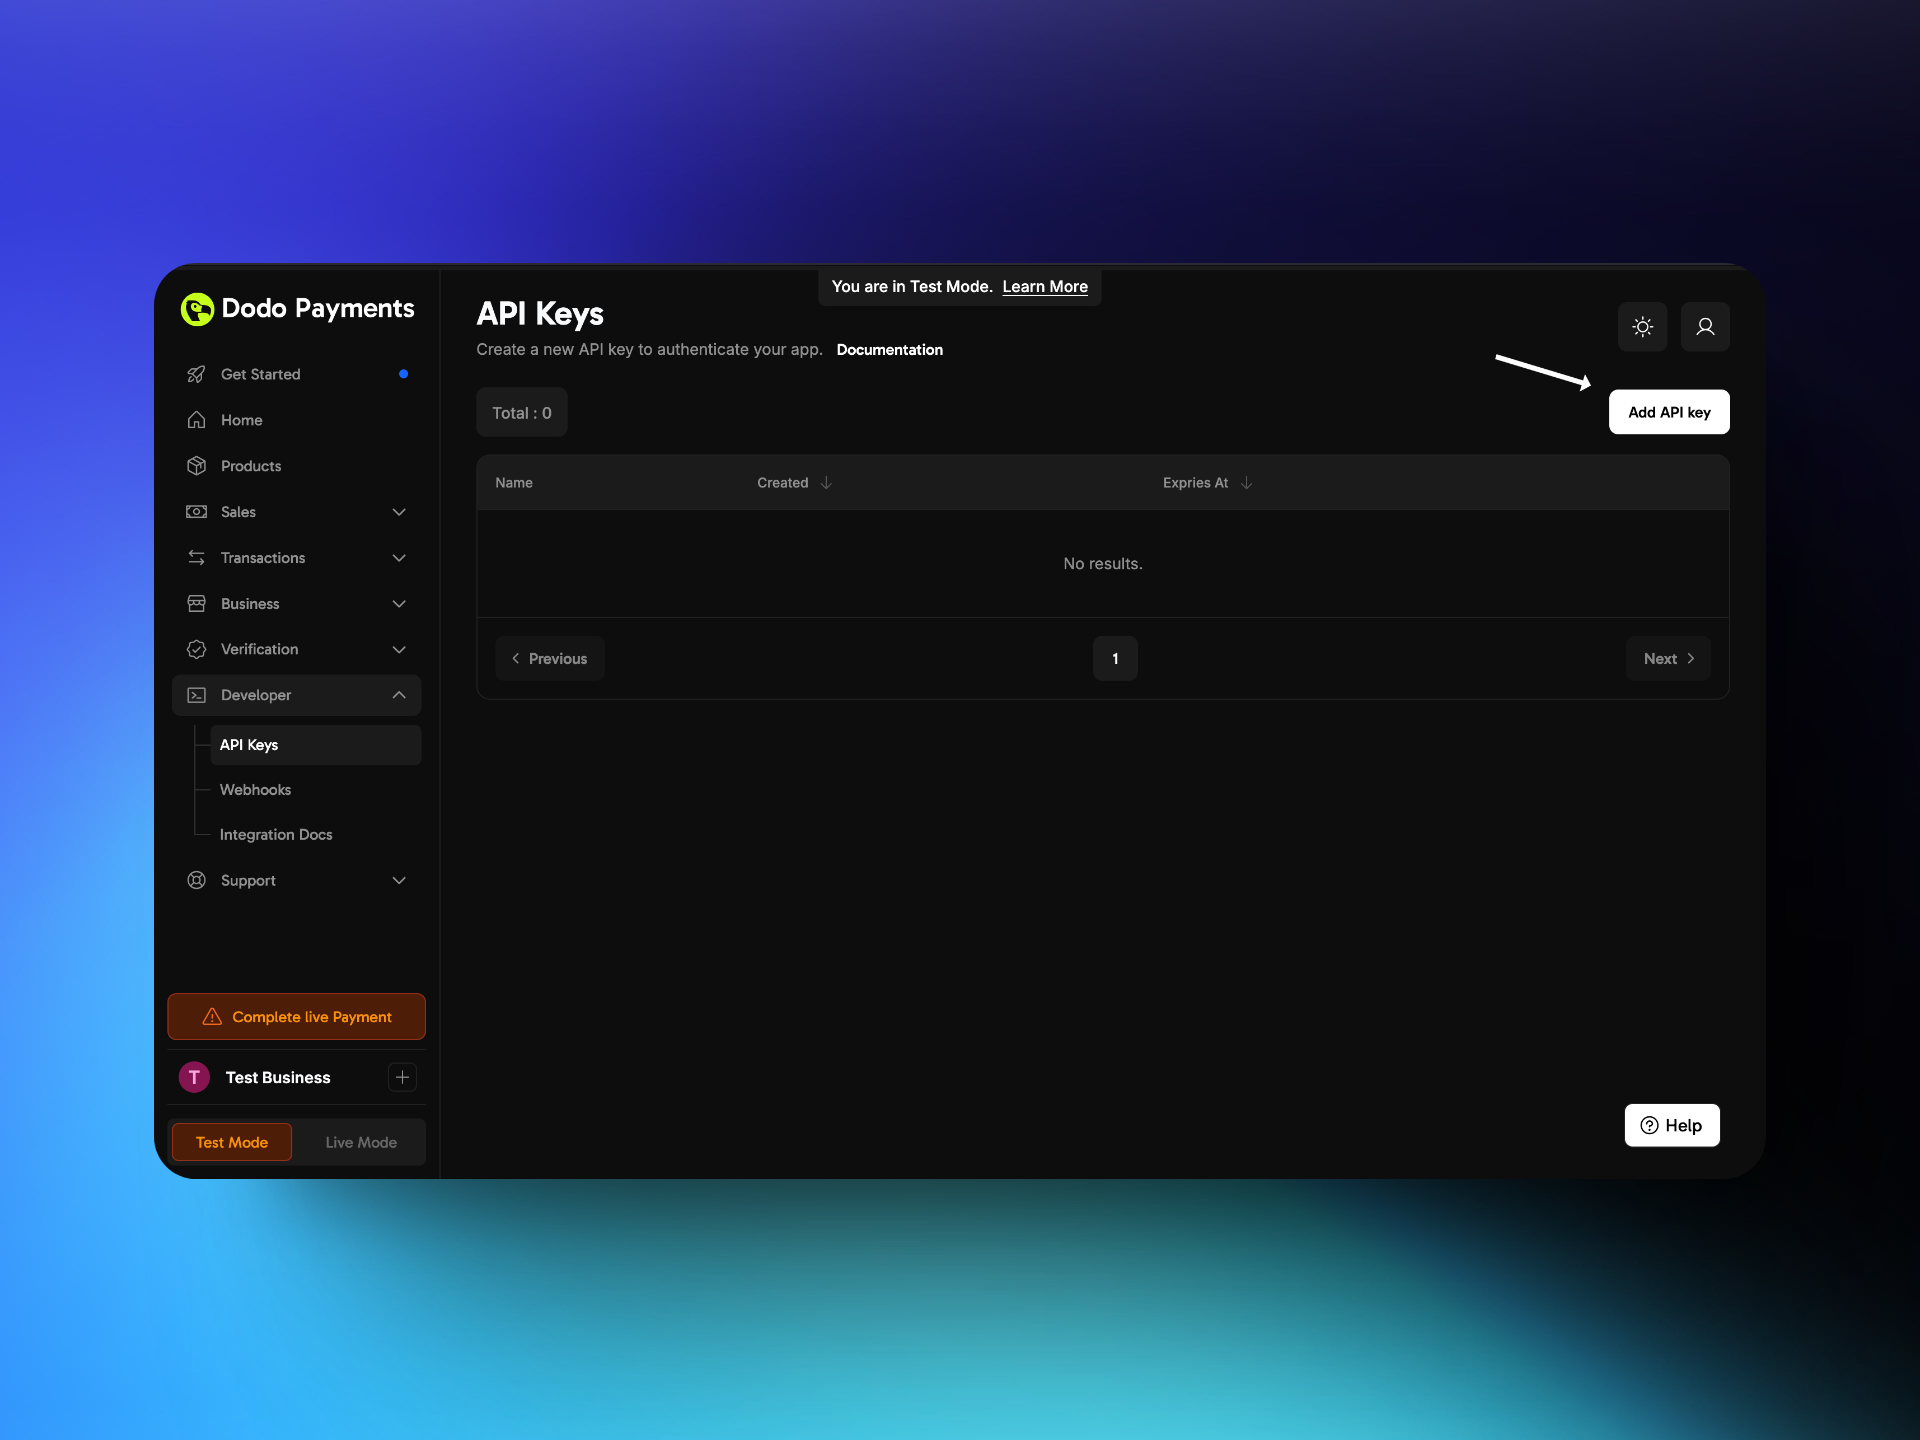 Dodo Payments
Get Started
Home
Products
Sales
Transactions
Business
Verification
Developer
API Keys
Webhooks
Integration Docs
Support
Complete live Payment
T Test Business
Test Mode Live Mode
You are in Test Mode. Learn More
API Keys
Create a new API key to authenticate your app. Documentation
Total : 0
Add API key
Name Created Expries At
No results.
Previous 1 Next
Help